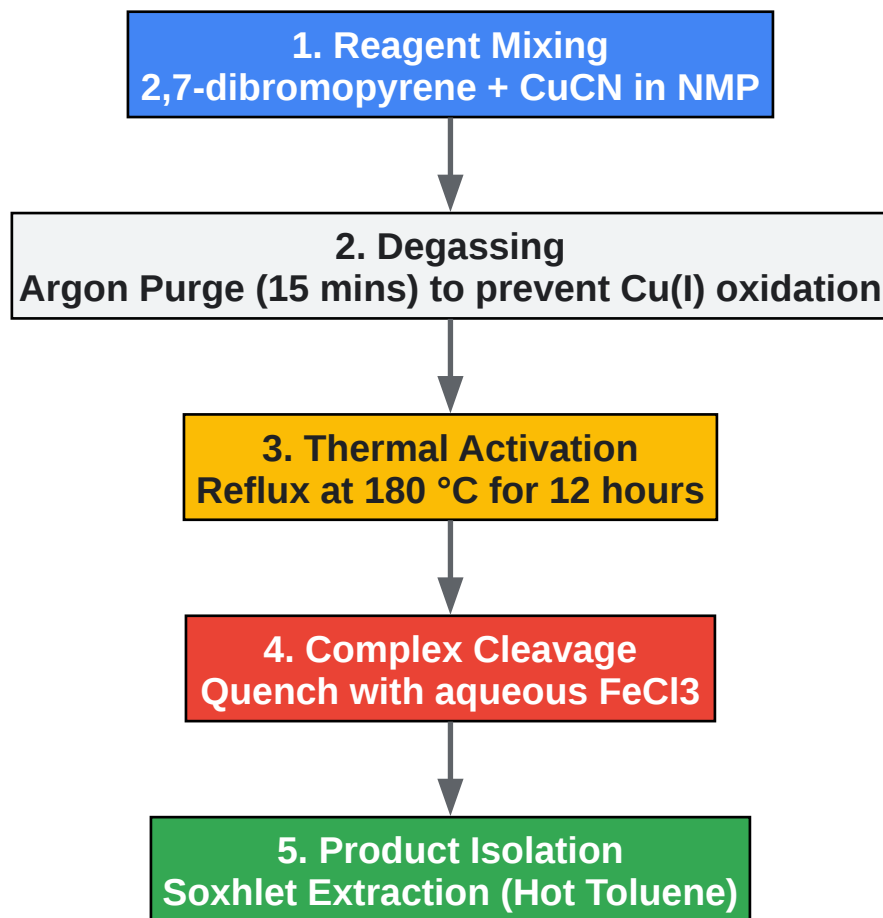 1. Reagent Mixing
2,7-dibromopyrene + CuCN in NMP
2. Degassing
Argon Purge (15 mins) to prevent Cu(I) oxidation
3. Thermal Activation
Reflux at 180 °C for 12 hours
4. Complex Cleavage
Quench with aqueous FeCl3
5. Product Isolation
Soxhlet Extraction (Hot Toluene)